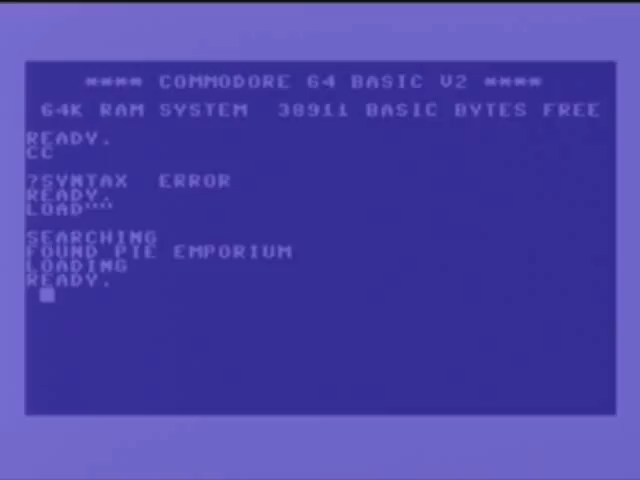 **** COMMODORE 64 BASIC V2 ****
64K RAM SYSTEM 38911 BASIC BYTES FREE
READY.
CC
?SYNTAX ERROR
READY.
LOAD""
SEARCHING
FOUND PIE EMPORIUM
LOADING
READY.